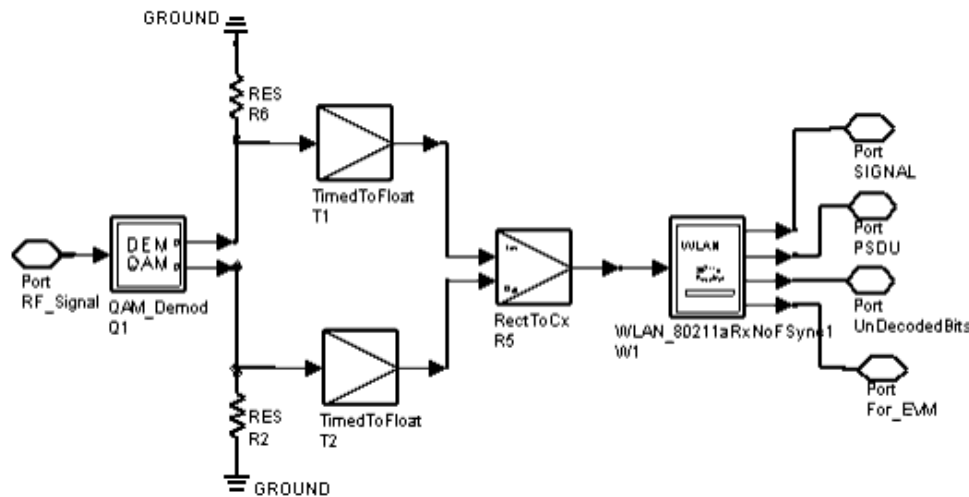 GROUND
RES
R6
TimedToFloat
T1
DEM
QAM
QAM_Demod
Q1
Port
RF_Signal
RectToCx
R5
WLAN
WLAN_80211aRxNoFSync1
W1
Port
SIGNAL
Port
PSDU
Port
UnDecodedBits
Port
For_EVM
RES
R2
TimedToFloat
T2
GROUND